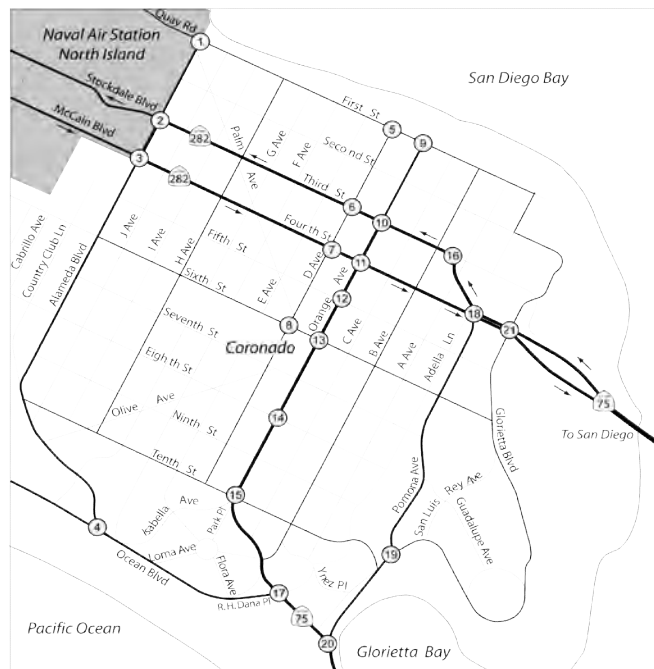 Quay Rd
Naval Air Station
North Island
1
San Diego Bay
Stockdale Blvd
First St
5
9
McCain Blvd
2
282
Palm
Ave
G Ave
F Ave
Second St
3
282
Third St
6
10
Fourth St
7
11
16
Cabrillo Ave
Country Club Ln
Alameda Blvd
J Ave
I Ave
H Ave
Fifth St
Sixth St
E Ave
D Ave
Orange Ave
12
18
21
8
13
C Ave
B Ave
A Ave
Adella Ln
Coronado
Seventh St
Eighth St
75
To San Diego
Olive Ave
Ninth St
14
Glorietta Blvd
Tenth St
15
Pomona Ave
San Luis Rey Ave
Guadalupe Ave
Kabella Ave
Park Pl
4
Loma Ave
Ocean Blvd
Flora Ave
Ynez Pl
19
R.H. Dana Pl
17
75
20
Pacific Ocean
Glorietta Bay